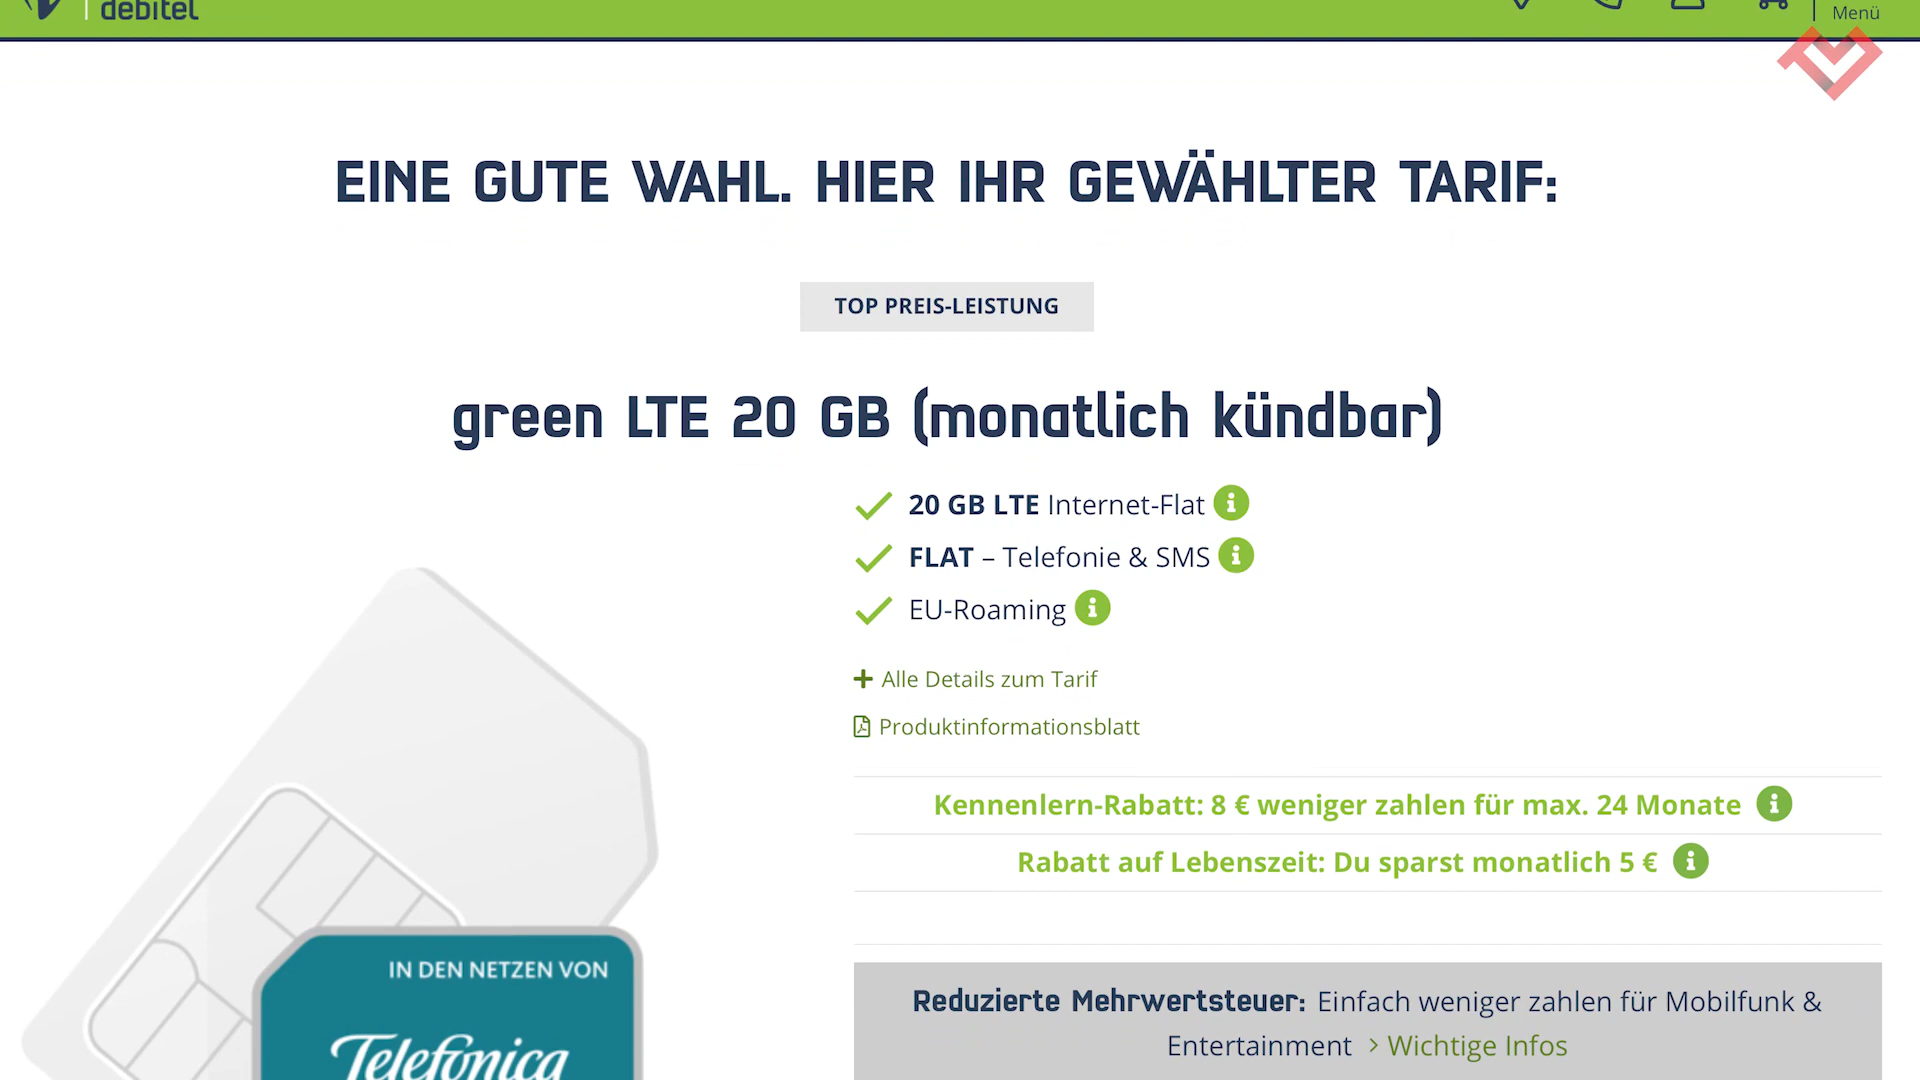 debitel
Menü
EINE GUTE WAHL. HIER IHR GEWÄHLTER TARIF:
TOP PREIS-LEISTUNG
green LTE 20 GB (monatlich kündbar)
20 GB LTE Internet-Flat
FLAT – Telefonie & SMS
EU-Roaming
Alle Details zum Tarif
Produktinformationsblatt
Kennenlern-Rabatt: 8 € weniger zahlen für max. 24 Monate
Rabatt auf Lebenszeit: Du sparst monatlich 5 €
Reduzierte Mehrwertsteuer: Einfach weniger zahlen für Mobilfunk &
Entertainment > Wichtige Infos
IN DEN NETZEN VON
Telefónica